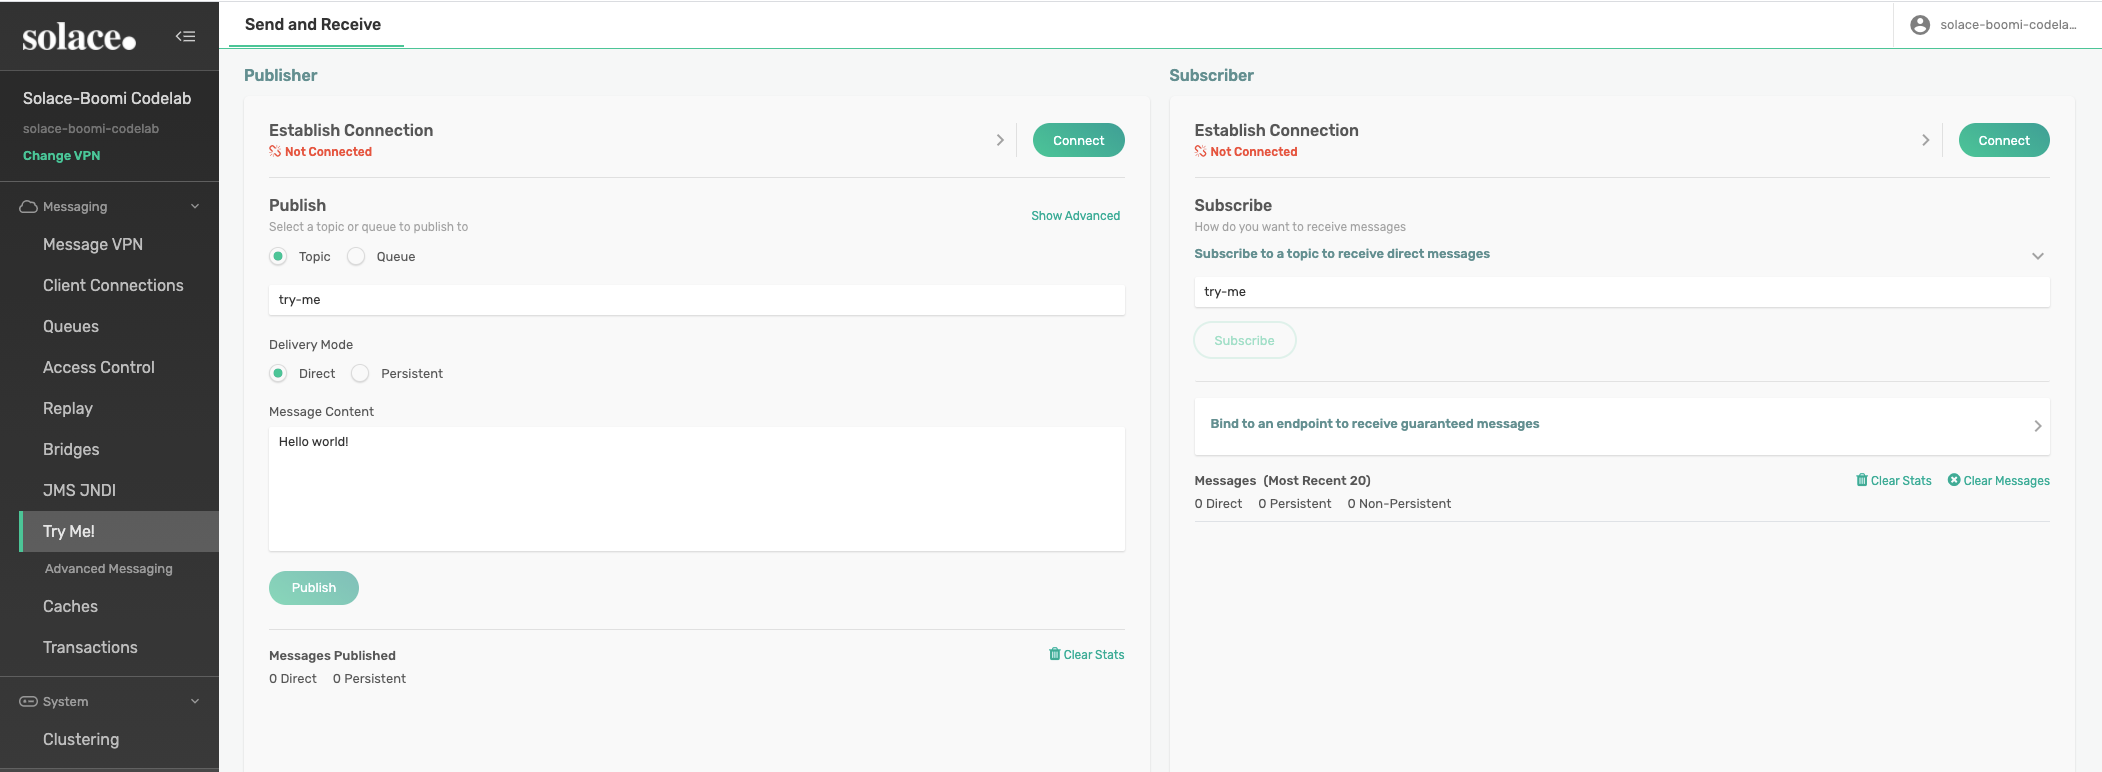 solace.
Solace-Boomi Codelab
solace-boomi-codelab
Change VPN
Messaging
Message VPN
Client Connections
Queues
Access Control
Replay
Bridges
JMS JNDI
Try Me!
Advanced Messaging
Caches
Transactions
System
Clustering
Send and Receive
solace-boomi-codela...
Publisher
Establish Connection
Not Connected
Connect
Publish
Select a topic or queue to publish to
Show Advanced
Topic Queue
try-me
Delivery Mode
Direct Persistent
Message Content
Hello world!
Publish
Messages Published
Clear Stats
0 Direct 0 Persistent
Subscriber
Establish Connection
Not Connected
Connect
Subscribe
How do you want to receive messages
Subscribe to a topic to receive direct messages
try-me
Subscribe
Bind to an endpoint to receive guaranteed messages
Messages (Most Recent 20)
Clear Stats Clear Messages
0 Direct 0 Persistent 0 Non-Persistent